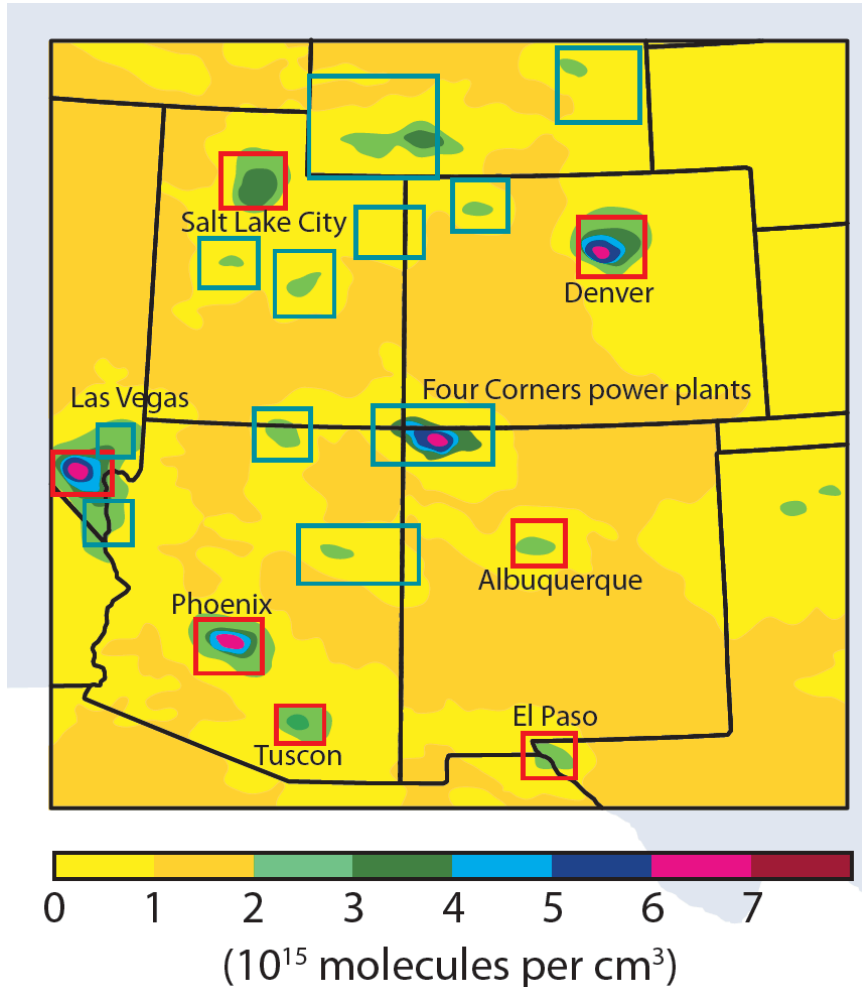 Salt Lake City
Denver
Four Corners power plants
Las Vegas
Albuquerque
Phoenix
El Paso
Tuscon
0 1 2 3 4 5 6 7
(10¹⁵ molecules per cm³)